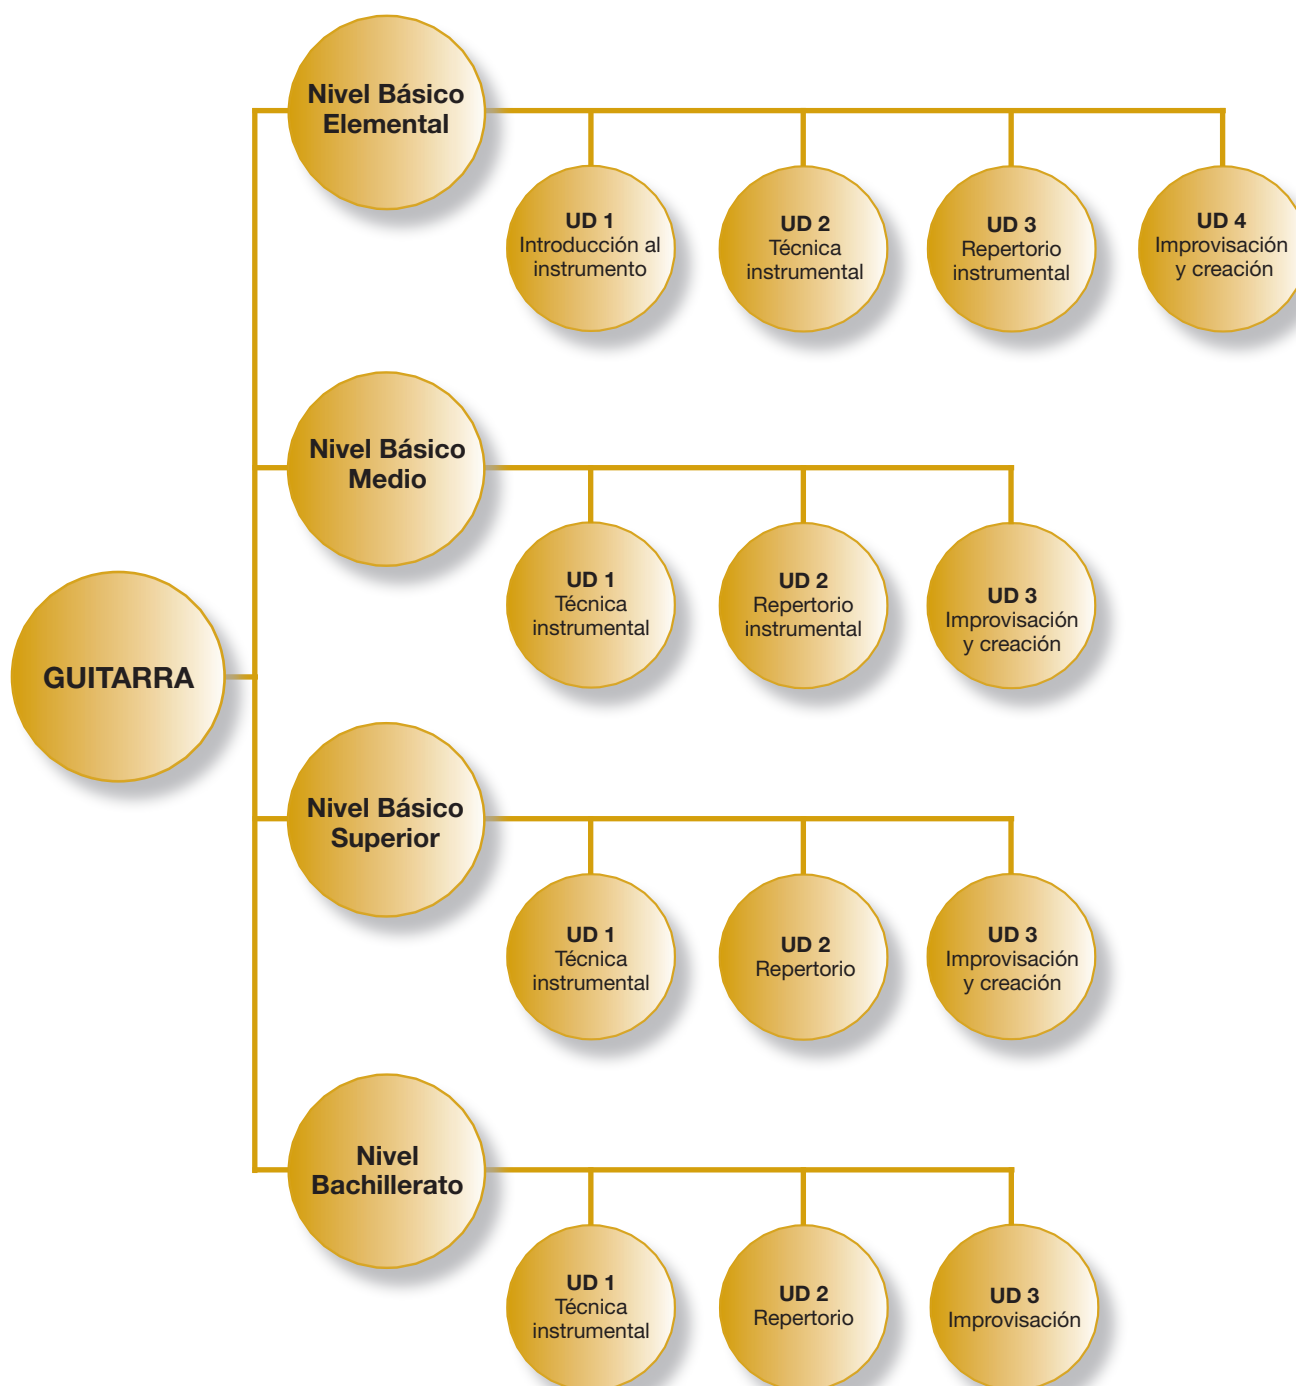 Nivel Básico
Elemental
UD 1
Introducción al
instrumento
UD 2
Técnica
instrumental
UD 3
Repertorio
instrumental
UD 4
Improvisación
y creación
Nivel Básico
Medio
UD 1
Técnica
instrumental
UD 2
Repertorio
instrumental
UD 3
Improvisación
y creación
GUITARRA
Nivel Básico
Superior
UD 1
Técnica
instrumental
UD 2
Repertorio
UD 3
Improvisación
y creación
Nivel
Bachillerato
UD 1
Técnica
instrumental
UD 2
Repertorio
UD 3
Improvisación